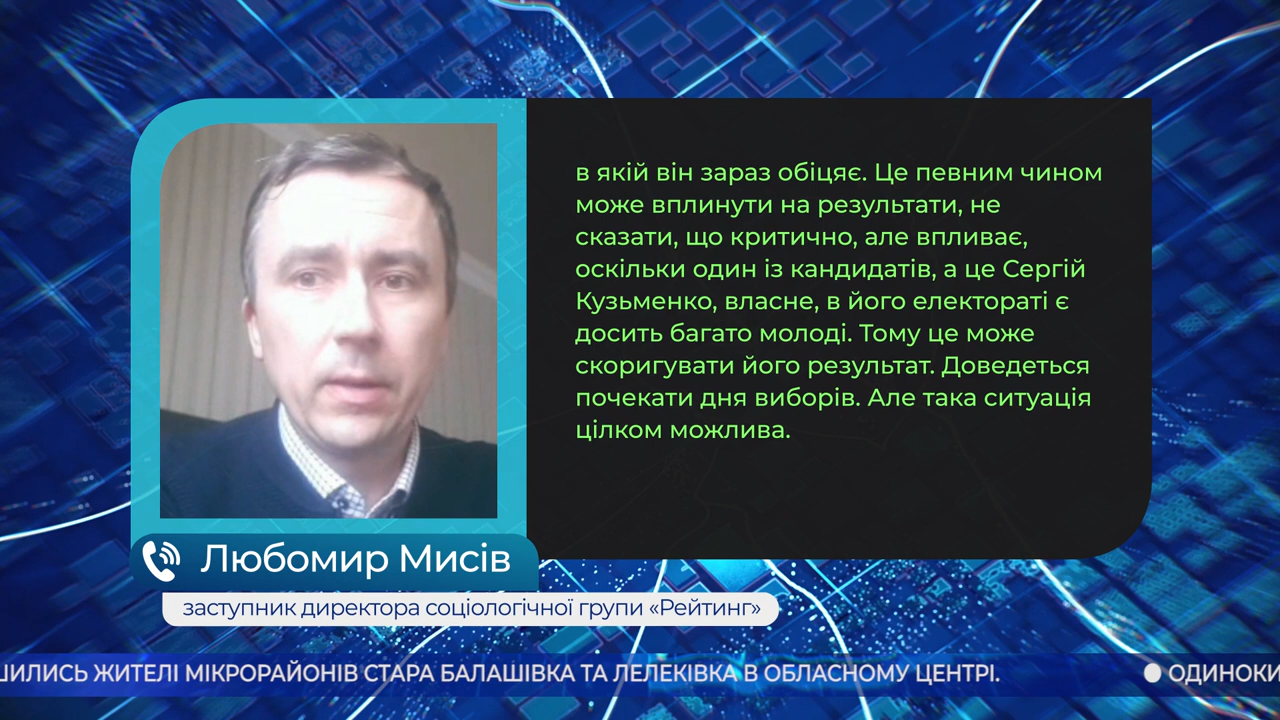 в якій він зараз обіцяє. Це певним чином
може вплинути на результати, не
сказати, що критично, але впливає,
оскільки один із кандидатів, а це Сергій
Кузьменко, власне, в його електораті є
досить багато молоді. Тому це може
скоригувати його результат. Доведеться
почекати дня виборів. Але така ситуація
цілком можлива.
Любомир Мисів
заступник директора соціологічної групи «Рейтинг»
ШИЛИСЬ ЖИТЕЛІ МІКРОРАЙОНІВ СТАРА БАЛАШІВКА ТА ЛЕЛЕКІВКА В ОБЛАСНОМУ ЦЕНТРІ. ● ОДИНОКИ